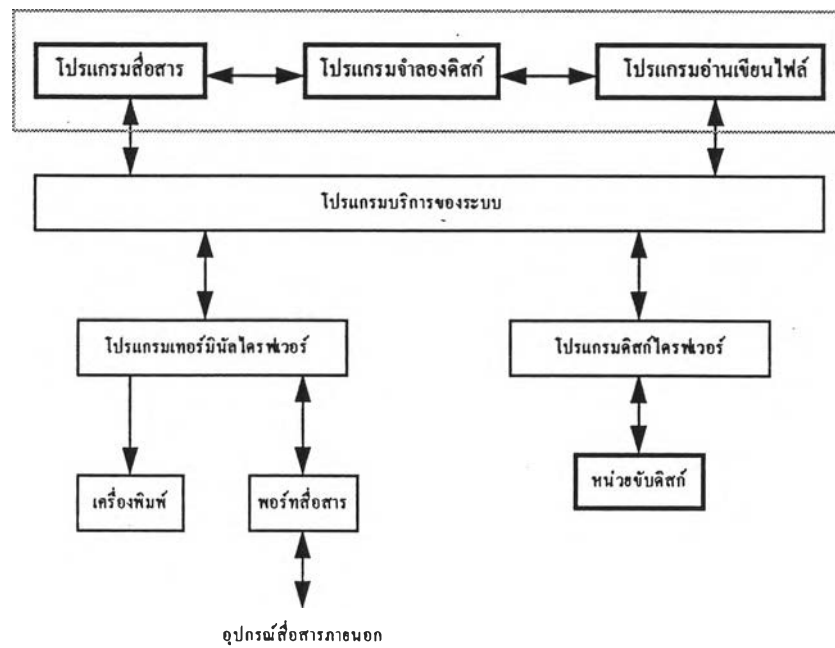 โปรแกรมสื่อสาร
โปรแกรมจำลองดิสก์
โปรแกรมอ่านเขียนไฟล์
โปรแกรมบริการของระบบ
โปรแกรมเทอร์มินัลไดรฟเวอร์
โปรแกรมดิสก์ไดรฟเวอร์
เครื่องพิมพ์
พอร์ทสื่อสาร
หน่วยขับดิสก์
อุปกรณ์สื่อสารภายนอก